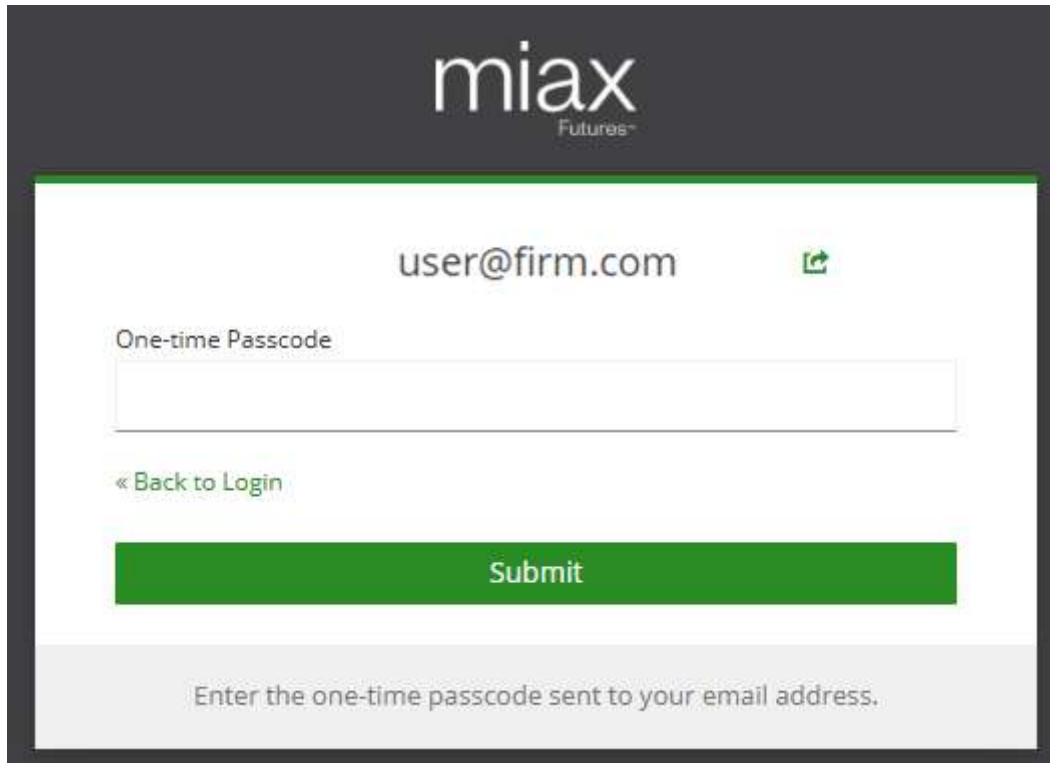 miax
Futures™
user@firm.com
One-time Passcode
« Back to Login
Submit
Enter the one-time passcode sent to your email address.